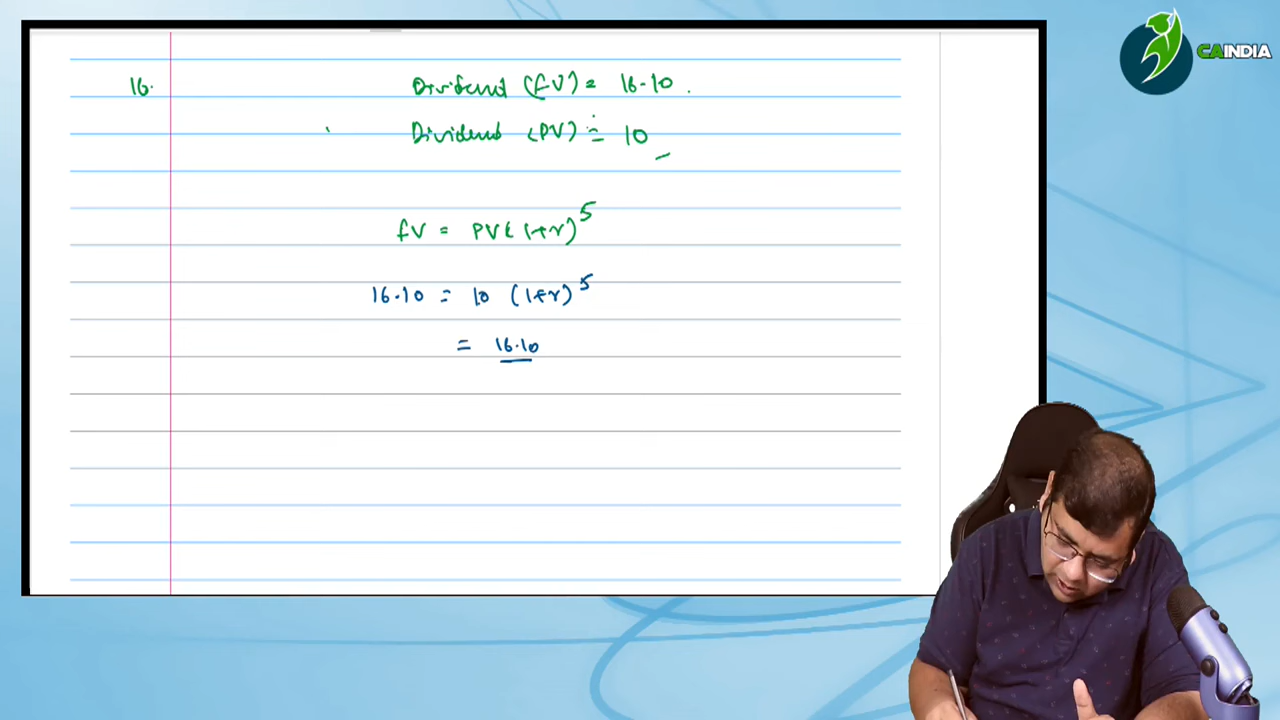 CAINDIA
16. Dividend (FV) = 16.10.
Dividend (PV) = 10
FV = PV (1+r)^5
16.10 = 10 (1+r)^5
= 16.10